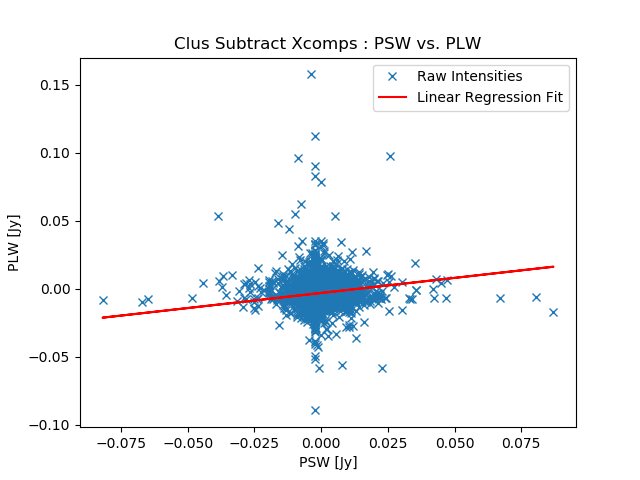 Clus Subtract Xcomps : PSW vs. PLW
Raw Intensities
Linear Regression Fit
PLW [Jy]
0.15
0.10
0.05
0.00
−0.05
−0.10
−0.075 −0.050 −0.025 0.000 0.025 0.050 0.075
PSW [Jy]